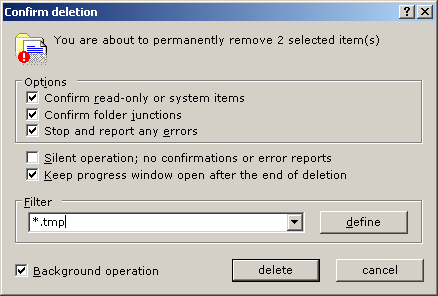 Confirm deletion
You are about to permanently remove 2 selected item(s)
Options
Confirm read-only or system items
Confirm folder junctions
Stop and report any errors
Silent operation; no confirmations or error reports
Keep progress window open after the end of deletion
Filter
*.tmp
define
Background operation
delete
cancel